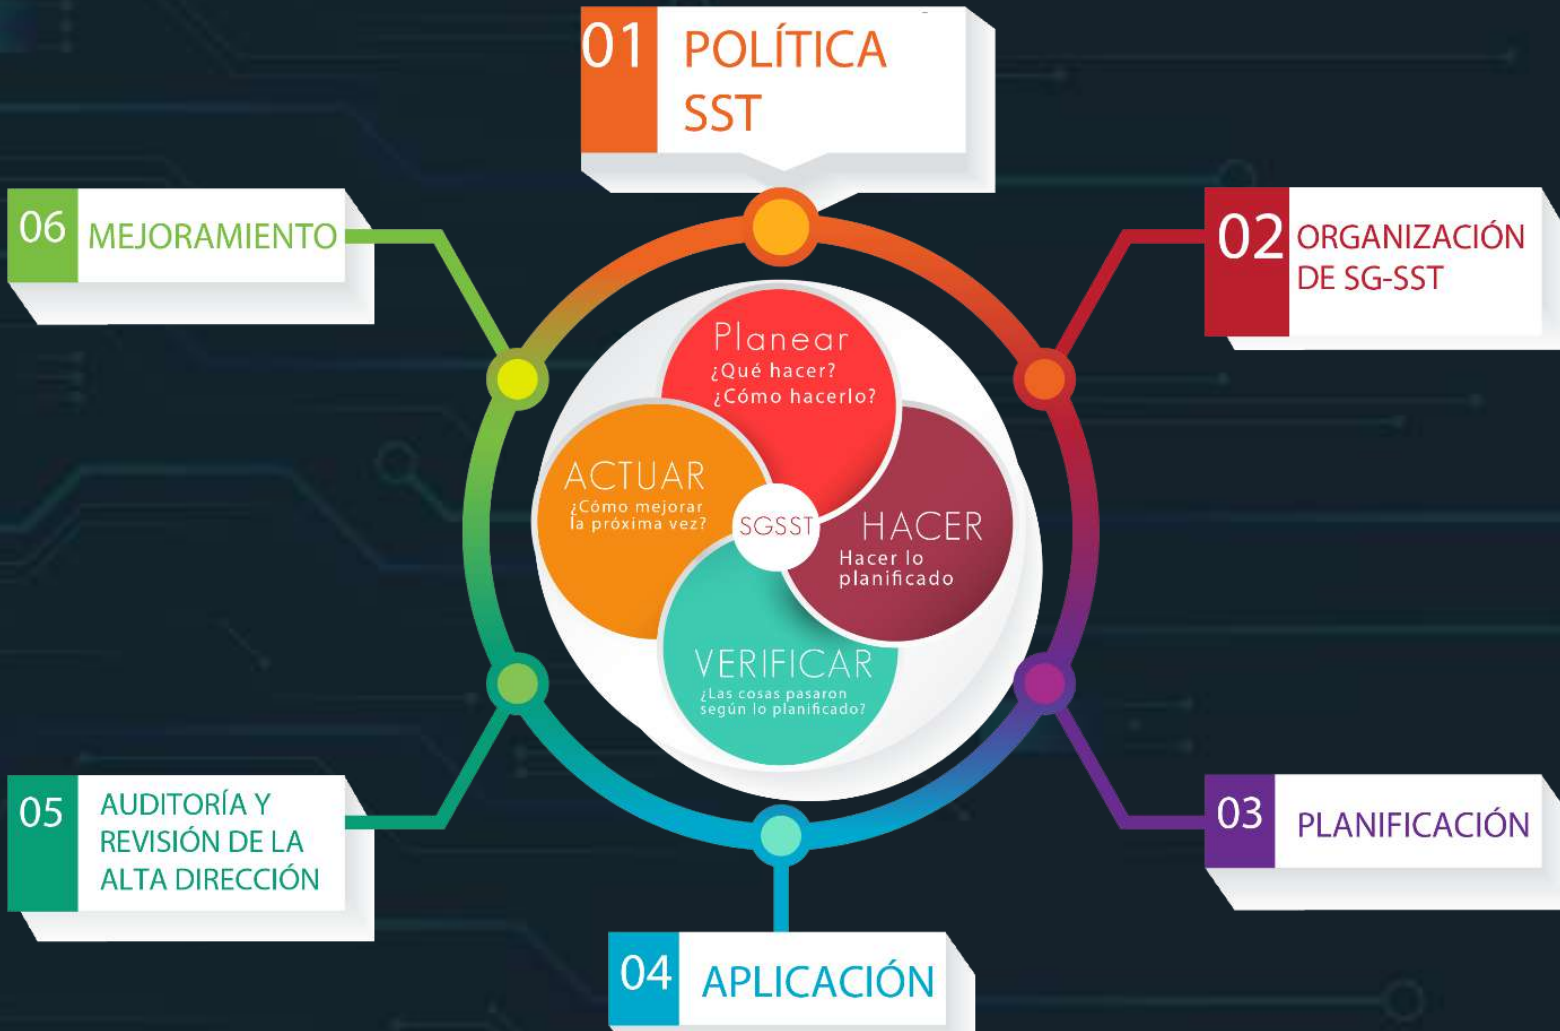 01
POLÍTICA
SST
02
ORGANIZACIÓN
DE SG-SST
03
PLANIFICACIÓN
04
APLICACIÓN
05
AUDITORÍA Y
REVISIÓN DE LA
ALTA DIRECCIÓN
06
MEJORAMIENTO
Planear
¿Qué hacer?
¿Cómo hacerlo?
HACER
Hacer lo
planificado
VERIFICAR
¿Las cosas pasaron
según lo planificado?
ACTUAR
¿Cómo mejorar
la próxima vez?
SGSST